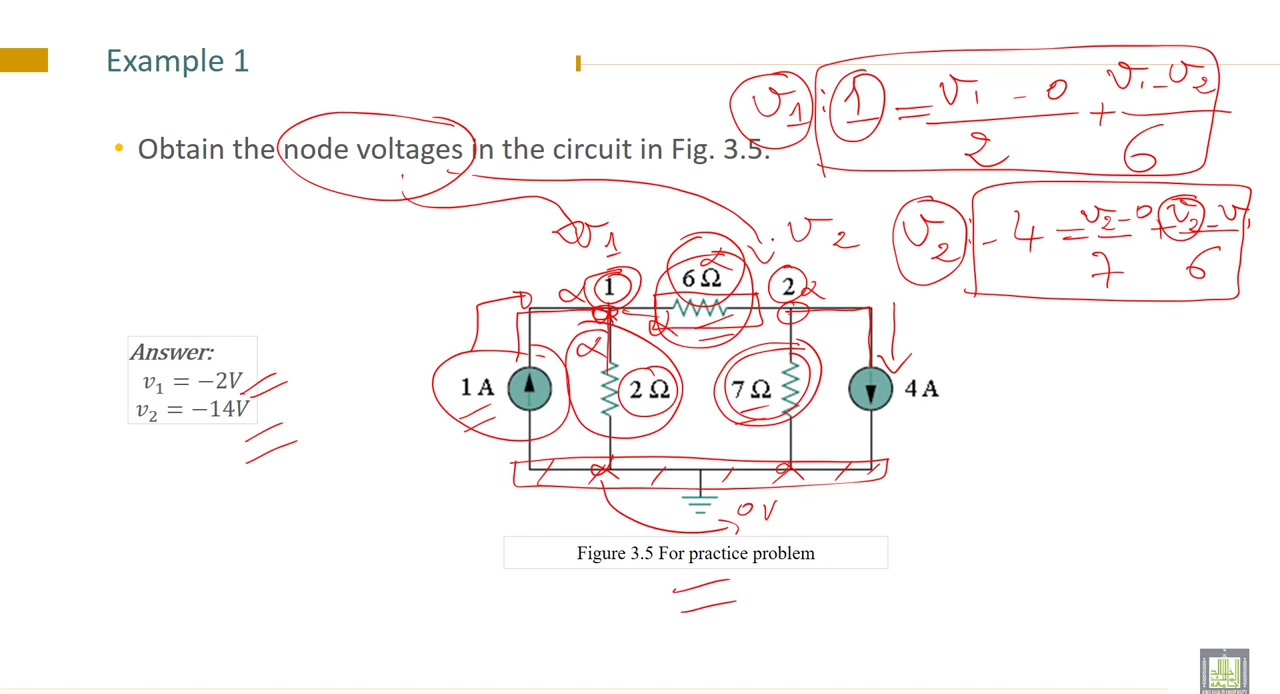 Example 1
• Obtain the node voltages in the circuit in Fig. 3.5.
v1 : 1 = v1 - 0 / 2 + v1 - v2 / 6
v2 : - 4 = v2 - 0 / 7 + v2 - v1 / 6
v1
v2
1
6 Ω
2
1 A
2 Ω
7 Ω
4 A
0V
Answer:
v1 = −2V
v2 = −14V
Figure 3.5 For practice problem